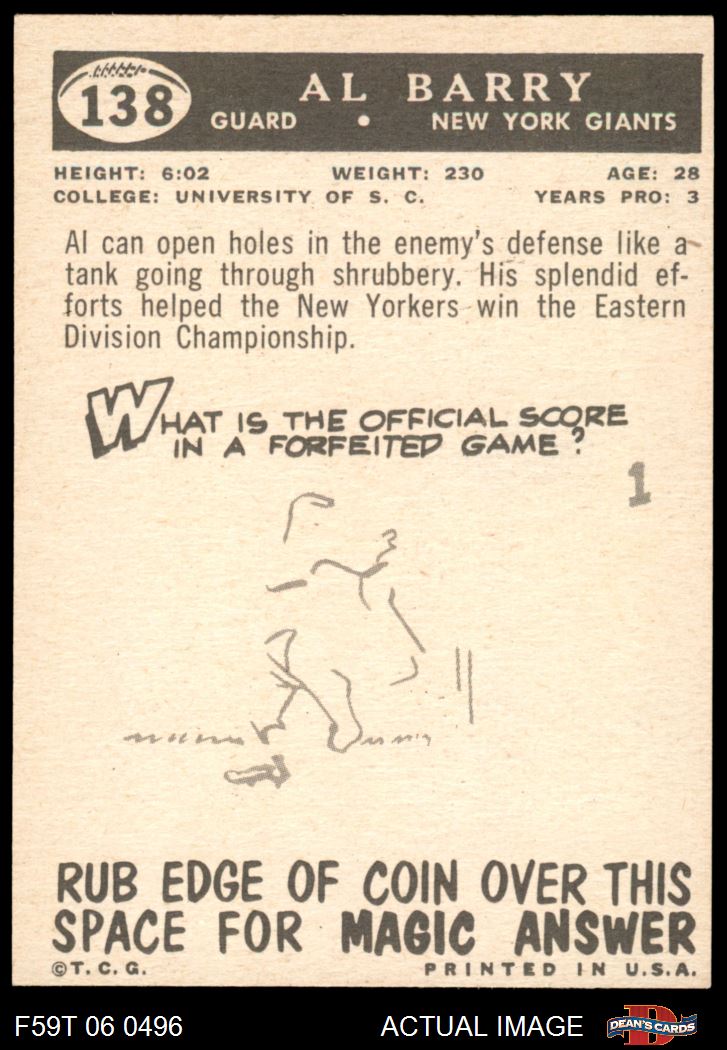 138
AL BARRY
GUARD • NEW YORK GIANTS
HEIGHT: 6:02 WEIGHT: 230 AGE: 28
COLLEGE: UNIVERSITY OF S. C. YEARS PRO: 3
Al can open holes in the enemy's defense like a
tank going through shrubbery. His splendid ef-
forts helped the New Yorkers win the Eastern
Division Championship.
WHAT IS THE OFFICIAL SCORE
IN A FORFEITED GAME?
1
RUB EDGE OF COIN OVER THIS
SPACE FOR MAGIC ANSWER
©T. C. G. PRINTED IN U.S.A.
F59T 06 0496 ACTUAL IMAGE DEAN'S CARDS